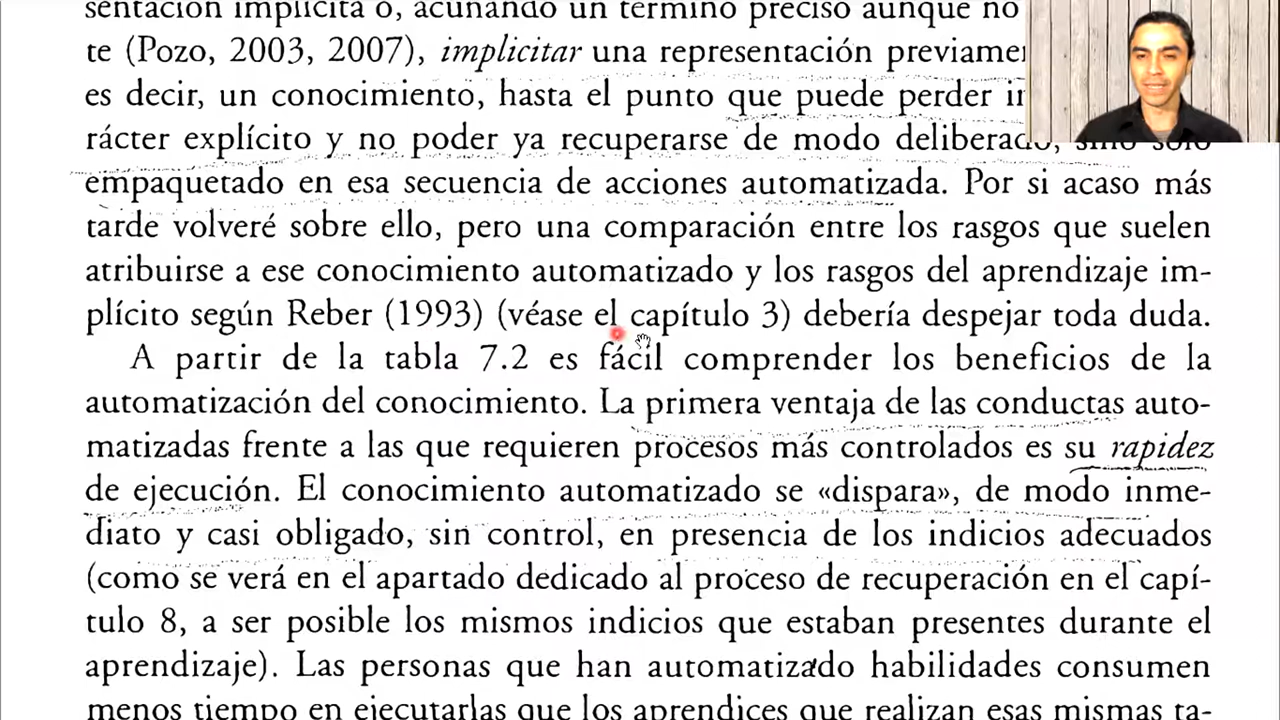 sentación implícita o, acuñando un término preciso aunque no
te (Pozo, 2003, 2007), implicitar una representación
es decir, un conocimiento, hasta el punto que puede perder
rácter explícito y no poder ya recuperarse de modo deliberado, sino sólo
empaquetado en esa secuencia de acciones automatizada. Por si acaso más
tarde volveré sobre ello, pero una comparación entre los rasgos que suelen
atribuirse a ese conocimiento automatizado y los rasgos del aprendizaje im-
plícito según Reber (1993) (véase el capítulo 3) debería despejar toda duda.
A partir de la tabla 7.2 es fácil comprender los beneficios de la
automatización del conocimiento. La primera ventaja de las conductas auto-
matizadas frente a las que requieren procesos más controlados es su rapidez
de ejecución. El conocimiento automatizado se «dispara», de modo inme-
diato y casi obligado, sin control, en presencia de los indicios adecuados
(como se verá en el apartado dedicado al proceso de recuperación en el capí-
tulo 8, a ser posible los mismos indicios que estaban presentes durante el
aprendizaje). Las personas que han automatizado habilidades consumen
menos tiempo en ejecutarlas que los aprendices que realizan esas mismas ta-